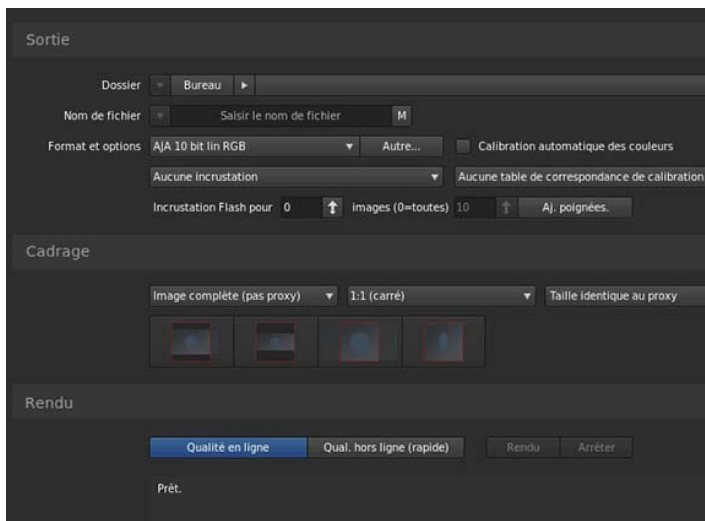 Sortie
Dossier Bureau
Nom de fichier Saisir le nom de fichier M
Format et options AJA 10 bit lin RGB Autre... Calibration automatique des couleurs
Aucune incrustation Aucune table de correspondance de calibration
Incrustation Flash pour 0 images (0=toutes) 10 Aj. poignées.
Cadrage
Image complète (pas proxy) 1:1 (carré) Taille identique au proxy
Rendu
Qualité en ligne Qual. hors ligne (rapide) Rendu Arrêter
Prêt.